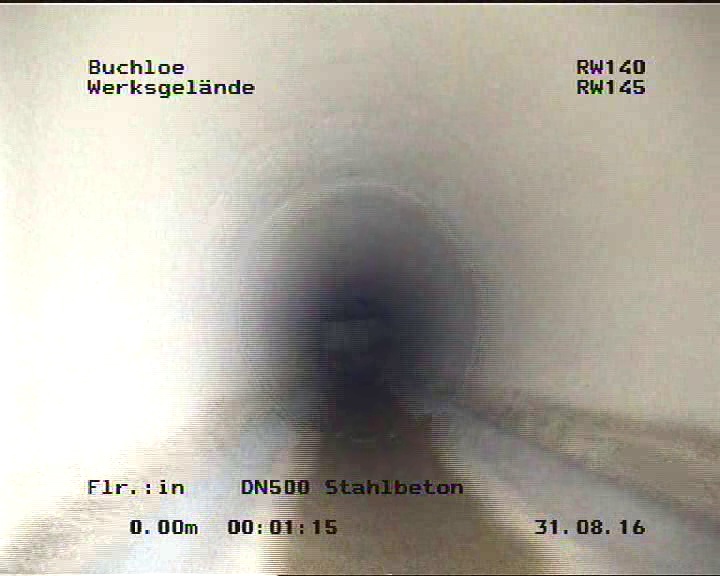 Buchloe RW140
Werksgelände RW145
Flr.:in DN500 Stahlbeton
0.00m 00:01:15 31.08.16